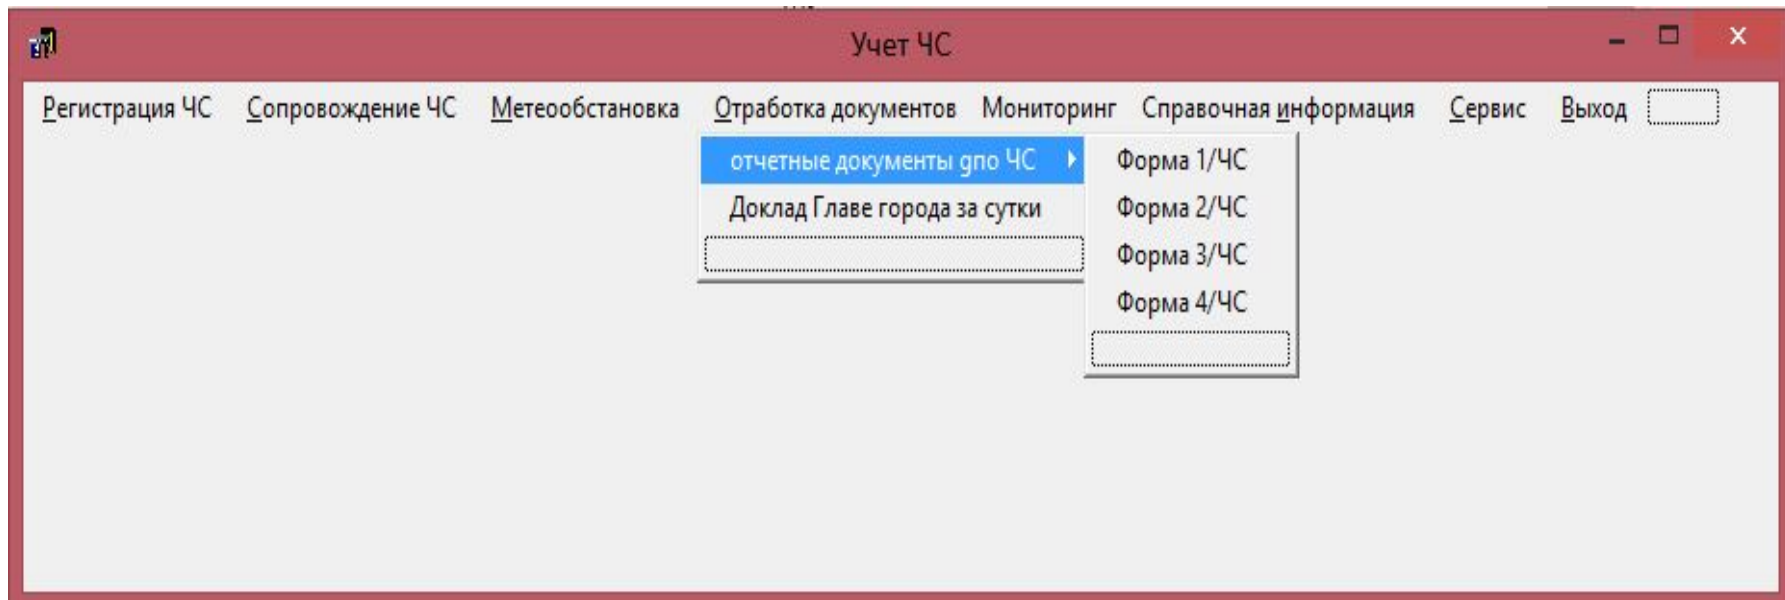 Учет ЧС
Регистрация ЧС Сопровождение ЧС Метеообстановка Отработка документов Мониторинг Справочная информация Сервис Выход
отчетные документы gпо ЧС Форма 1/ЧС
Доклад Главе города за сутки Форма 2/ЧС
Форма 3/ЧС
Форма 4/ЧС